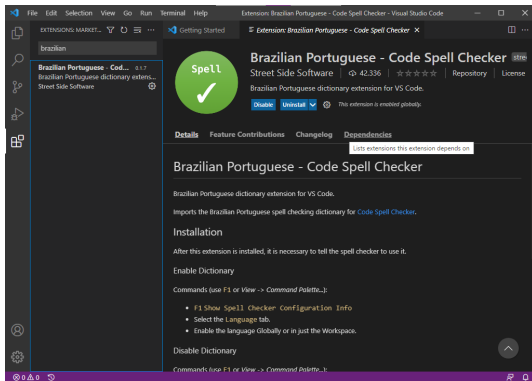 File Edit Selection View Go Run Terminal Help Extension: Brazilian Portuguese - Code Spell Checker - Visual Studio Code
EXTENSIONS: MARKET...
brazilian
Brazilian Portuguese - Cod... 0.1.7
Brazilian Portuguese dictionary extens...
Street Side Software
Getting Started
Extension: Brazilian Portuguese - Code Spell Checker
Spell
Brazilian Portuguese - Code Spell Checker stre
Street Side Software 42.336 Repository License
Brazilian Portuguese dictionary extension for VS Code.
Disable Uninstall This extension is enabled globally.
Details Feature Contributions Changelog Dependencies
Lists extensions this extension depends on
Brazilian Portuguese - Code Spell Checker
Brazilian Portuguese dictionary extension for VS Code.
Imports the Brazilian Portuguese spell checking dictionary for Code Spell Checker.
Installation
After this extension is installed, it is necessary to tell the spell checker to use it.
Enable Dictionary
Commands (use F1 or View -> Command Palette...):
• F1 Show Spell Checker Configuration Info
• Select the Language tab.
• Enable the language Globally or in just the Workspace.
Disable Dictionary
Commands (use F1 or View -> Command Palette...):
0 0